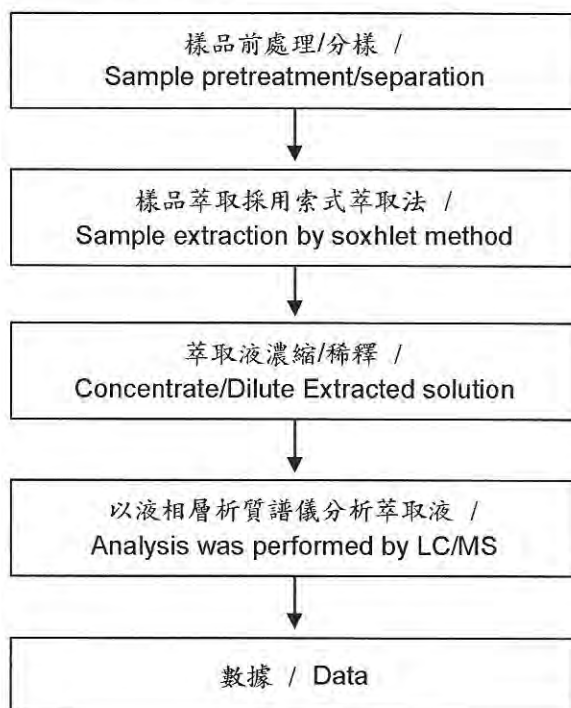 樣品前處理/分樣 /
Sample pretreatment/separation
樣品萃取採用索式萃取法 /
Sample extraction by soxhlet method
萃取液濃縮/稀釋 /
Concentrate/Dilute Extracted solution
以液相層析質譜儀分析萃取液 /
Analysis was performed by LC/MS
數據 / Data